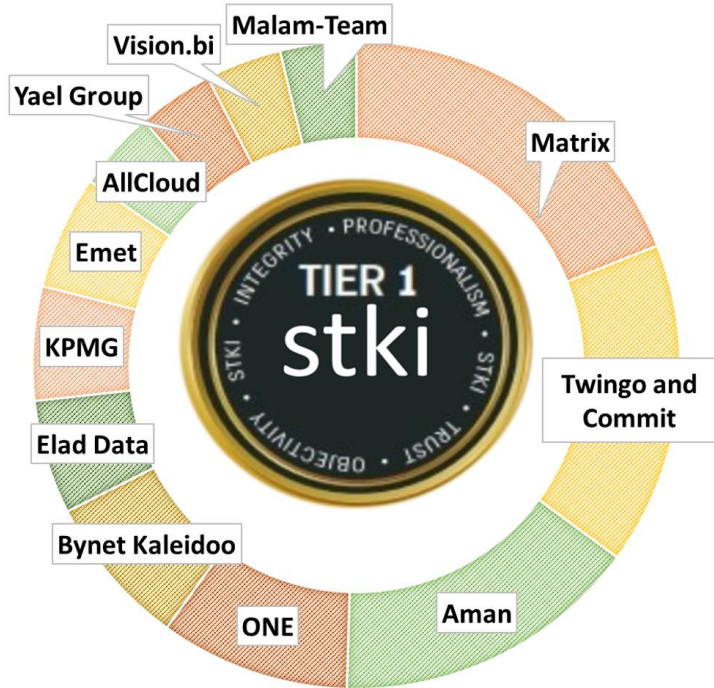 Malam-Team
Vision.bi
Yael Group
Matrix
AllCloud
Emet
KPMG
Twingo and
Commit
Elad Data
Bynet Kaleidoo
ONE
Aman
TIER 1
stki
STKI • INTEGRITY • PROFESSIONALISM • STKI • TRUST • OBJECTIVITY •